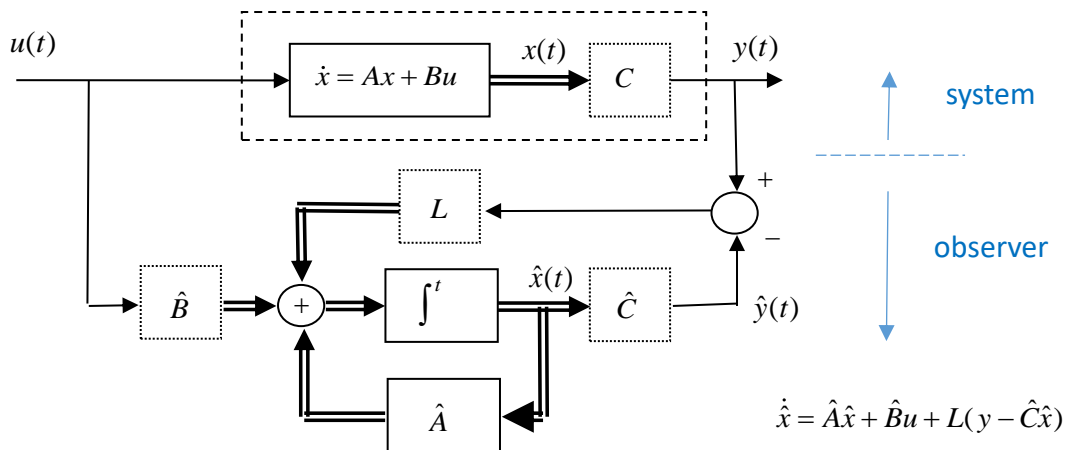 u(t)
ẋ = Ax + Bu
x(t)
C
y(t)
system
L
+
−
observer
B̂
+
∫ᵗ
x̂(t)
Ĉ
ŷ(t)
Â
x̂̇ = Âx̂ + B̂u + L(y − Ĉx̂)